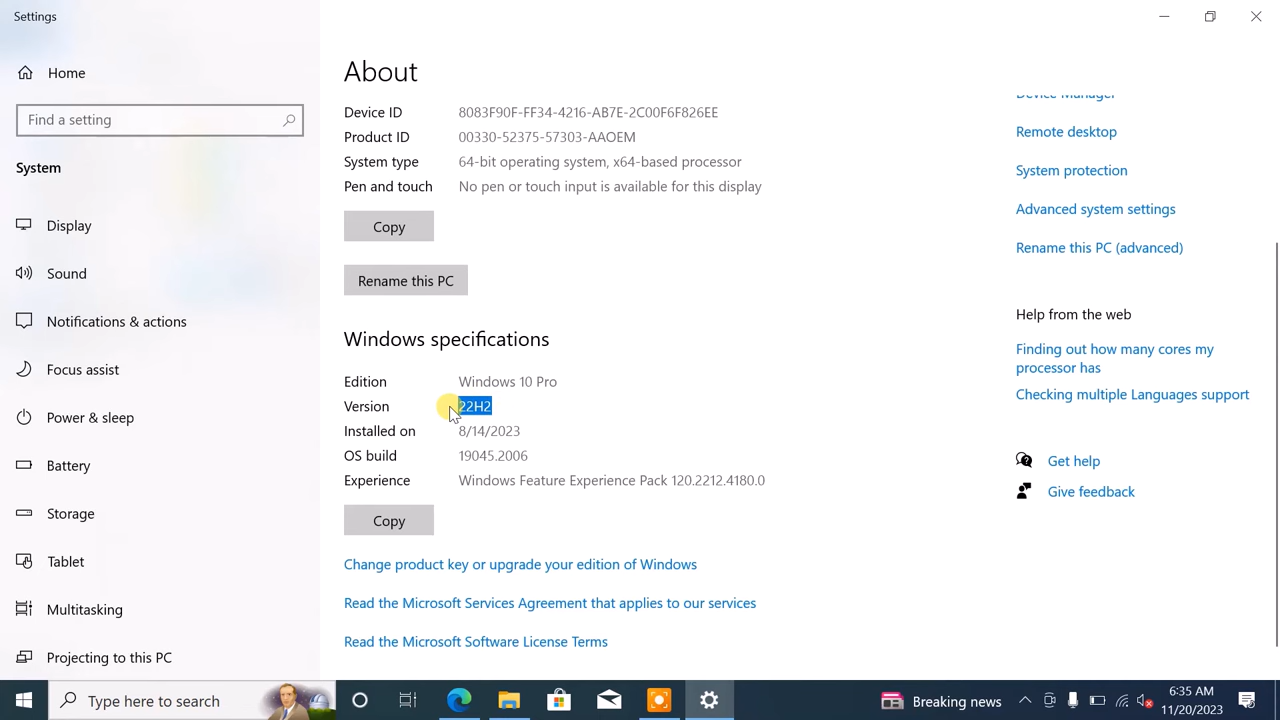 Settings
Home
Find a setting
System
Display
Sound
Notifications & actions
Focus assist
Power & sleep
Battery
Storage
Tablet
Multitasking
Projecting to this PC
About
Device ID 8083F90F-FF34-4216-AB7E-2C00F6F826EE
Product ID 00330-52375-57303-AAOEM
System type 64-bit operating system, x64-based processor
Pen and touch No pen or touch input is available for this display
Copy
Rename this PC
Windows specifications
Edition Windows 10 Pro
Version 22H2
Installed on 8/14/2023
OS build 19045.2006
Experience Windows Feature Experience Pack 120.2212.4180.0
Copy
Change product key or upgrade your edition of Windows
Read the Microsoft Services Agreement that applies to our services
Read the Microsoft Software License Terms
Device Manager
Remote desktop
System protection
Advanced system settings
Rename this PC (advanced)
Help from the web
Finding out how many cores my
processor has
Checking multiple Languages support
Get help
Give feedback
Type here to search
Breaking news
6:35 AM
11/20/2023